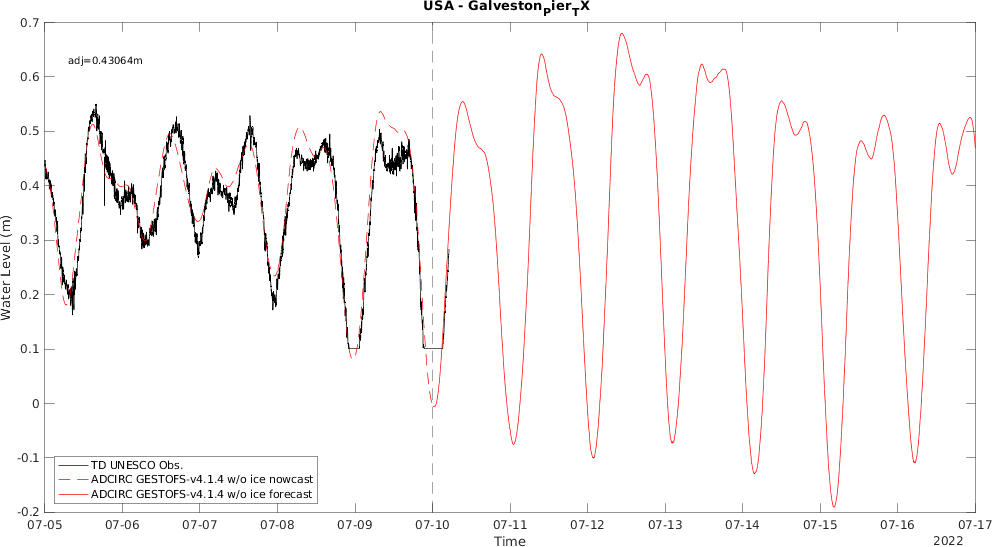 USA - Galveston_Pier_TX
0.7
adj=0.43064m
0.6
0.5
0.4
0.3
0.2
0.1
0
-0.1
-0.2
Water Level (m)
TD UNESCO Obs.
ADCIRC GESTOFS-v4.1.4 w/o ice nowcast
ADCIRC GESTOFS-v4.1.4 w/o ice forecast
07-05 07-06 07-07 07-08 07-09 07-10 07-11 07-12 07-13 07-14 07-15 07-16 07-17
Time
2022